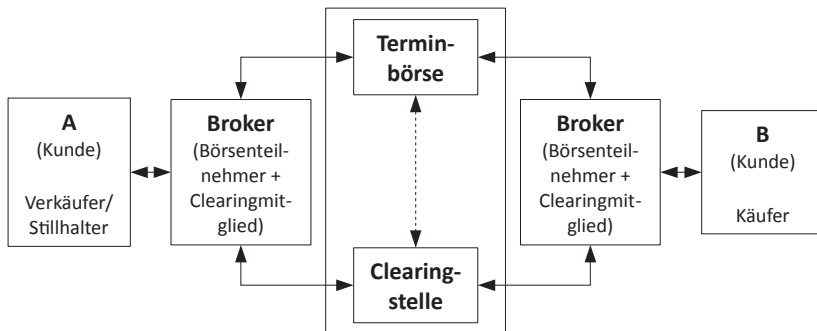 Termin-
börse
A
(Kunde)
Verkäufer/
Stillhalter
Broker
(Börsenteil-
nehmer +
Clearingmit-
glied)
Broker
(Börsenteil-
nehmer +
Clearingmit-
glied)
B
(Kunde)
Käufer
Clearing-
stelle